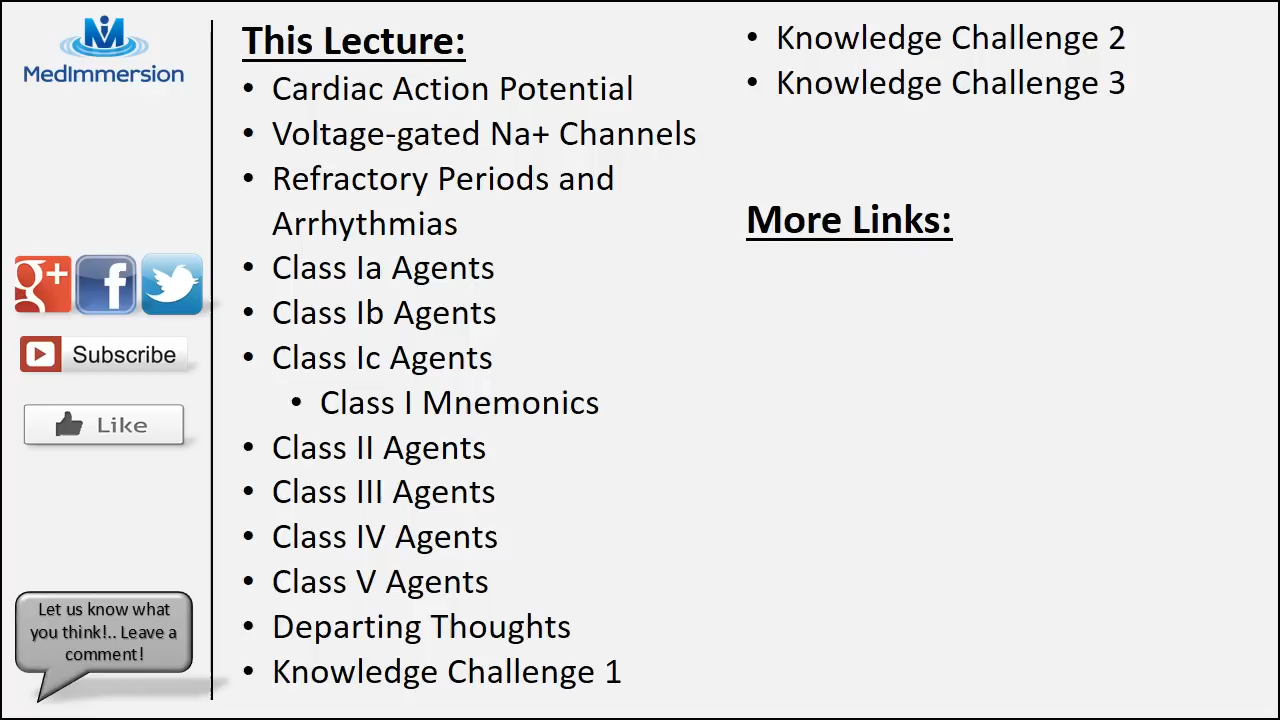 MedImmersion
g+
f
Subscribe
Like
Let us know what
you think!.. Leave a
comment!
This Lecture:
• Cardiac Action Potential
• Voltage-gated Na+ Channels
• Refractory Periods and
Arrhythmias
• Class Ia Agents
• Class Ib Agents
• Class Ic Agents
• Class I Mnemonics
• Class II Agents
• Class III Agents
• Class IV Agents
• Class V Agents
• Departing Thoughts
• Knowledge Challenge 1
• Knowledge Challenge 2
• Knowledge Challenge 3
More Links: